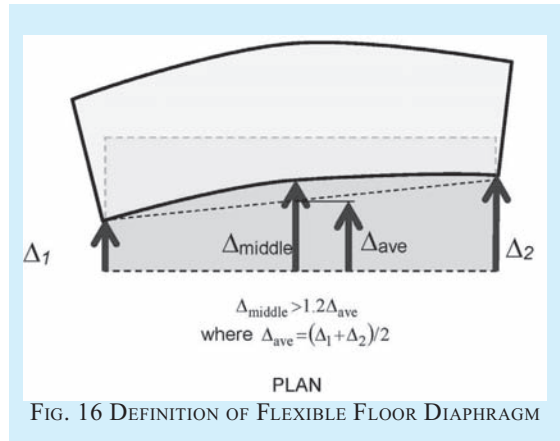 Δ1
Δmiddle
Δave
Δ2
Δmiddle>1.2Δave
where Δave=(Δ1+Δ2)/2
PLAN
FIG. 16 DEFINITION OF FLEXIBLE FLOOR DIAPHRAGM